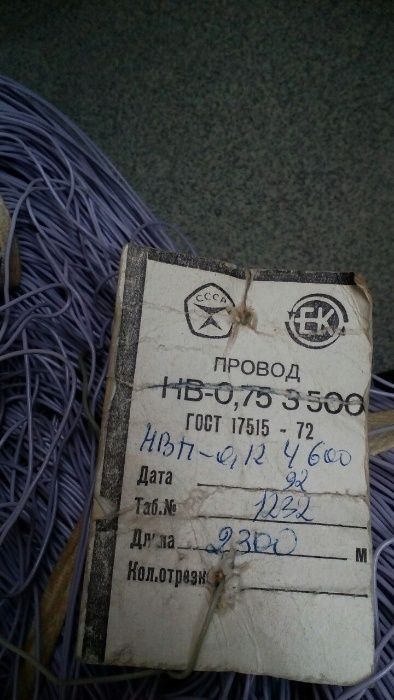 СССР
ЕК
ПРОВОД
НВ-0,75 3 500
ГОСТ 17515 - 72
НВП-0,12 4 600
Дата 92
Таб.№ 1232
Длина 2300 м
Кол.отрезк